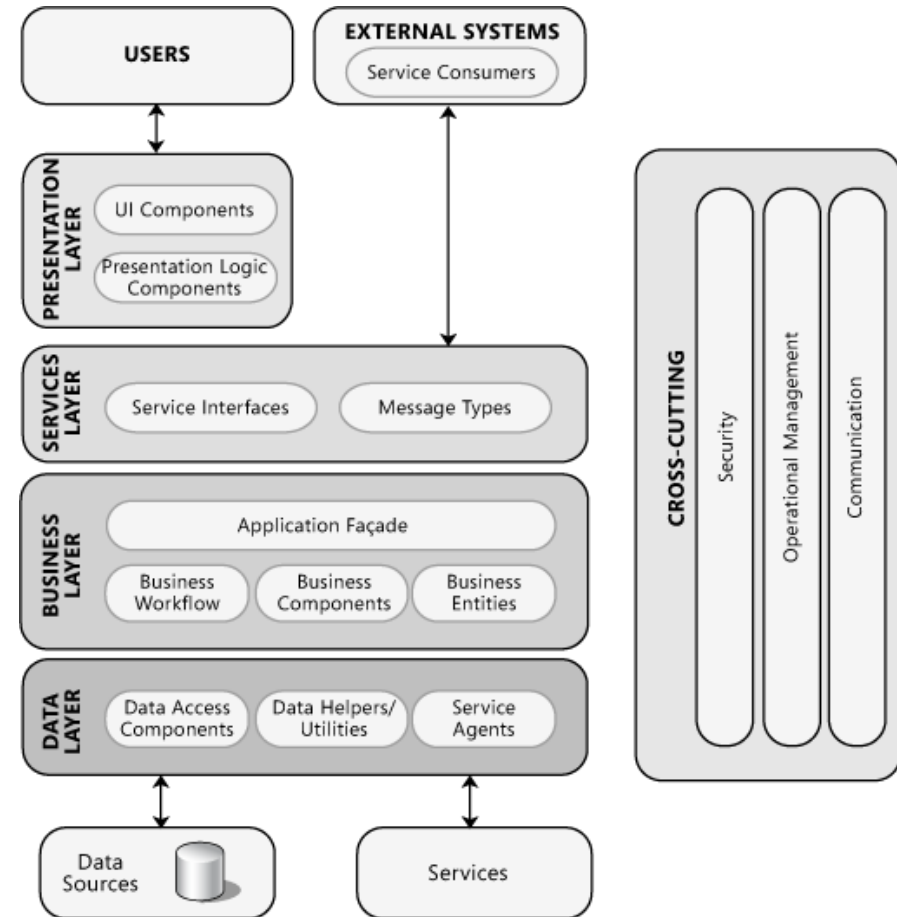 USERS
EXTERNAL SYSTEMS
Service Consumers
PRESENTATION
LAYER
UI Components
Presentation Logic
Components
SERVICES
LAYER
Service Interfaces
Message Types
BUSINESS
LAYER
Application Façade
Business
Workflow
Business
Components
Business
Entities
DATA
LAYER
Data Access
Components
Data Helpers/
Utilities
Service
Agents
Data
Sources
Services
CROSS-CUTTING
Security
Operational Management
Communication